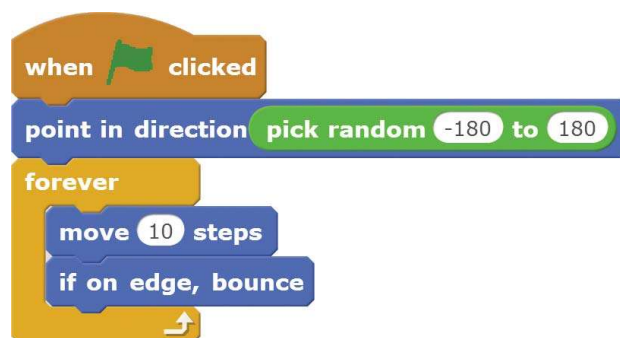 when clicked
point in direction pick random -180 to 180
forever
move 10 steps
if on edge, bounce